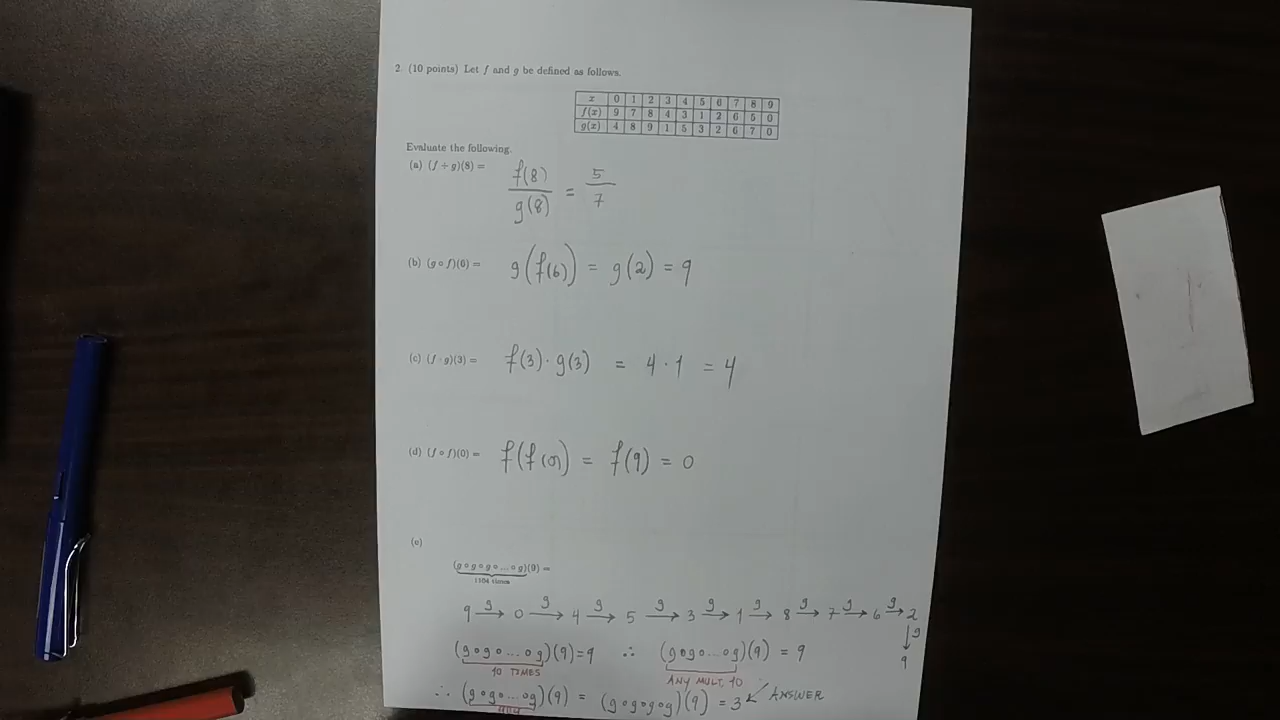 2. (10 points) Let f and g be defined as follows.
x 0 1 2 3 4 5 6 7 8 9
f(x) 9 7 8 4 3 1 2 6 5 0
g(x) 4 8 9 1 5 3 2 6 7 0
Evaluate the following.
(a) (f ÷ g)(8) = f(8)/g(8) = 5/7
(b) (g ∘ f)(6) = g(f(6)) = g(2) = 9
(c) (f · g)(3) = f(3) · g(3) = 4 · 1 = 4
(d) (f ∘ f)(0) = f(f(0)) = f(9) = 0
(e)
(g ∘ g ∘ g ∘ ... ∘ g)(9) =
1104 times
9 →g 0 →g 4 →g 5 →g 3 →g 1 →g 8 →g 7 →g 6 →g 2
↓ g
9
(g∘g∘...∘g)(9) = 9 ∴ (g∘g∘...∘g)(9) = 9
10 TIMES ANY MULT. 10
∴ (g∘g∘...∘g)(9) = (g∘g∘g∘g)(9) = 3 ↙ ANSWER